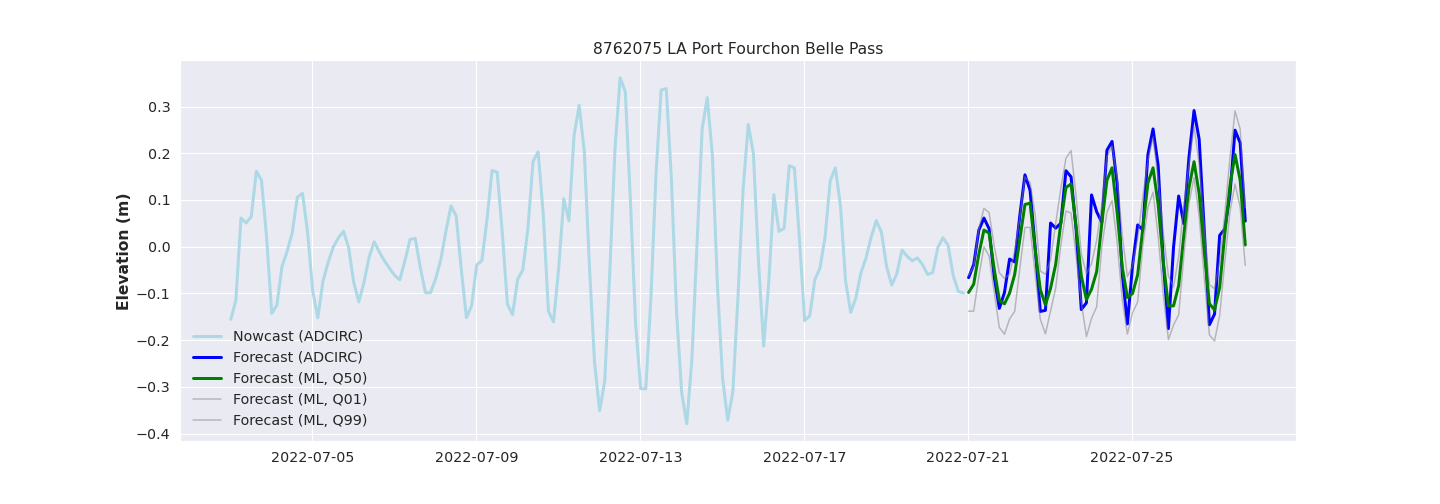 8762075 LA Port Fourchon Belle Pass
Elevation (m)
0.3
0.2
0.1
0.0
−0.1
−0.2
−0.3
−0.4
Nowcast (ADCIRC)
Forecast (ADCIRC)
Forecast (ML, Q50)
Forecast (ML, Q01)
Forecast (ML, Q99)
2022-07-05 2022-07-09 2022-07-13 2022-07-17 2022-07-21 2022-07-25